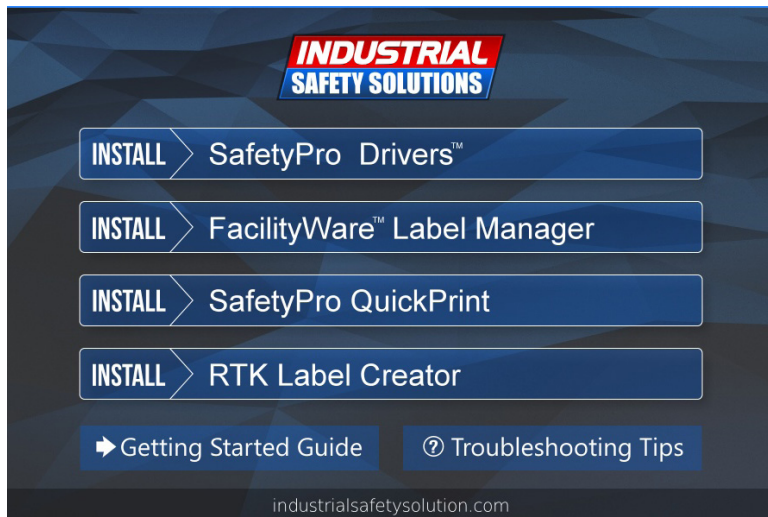 INDUSTRIAL
SAFETY SOLUTIONS
INSTALL SafetyPro Drivers™
INSTALL FacilityWare™ Label Manager
INSTALL SafetyPro QuickPrint
INSTALL RTK Label Creator
Getting Started Guide
? Troubleshooting Tips
industrialsafetysolution.com